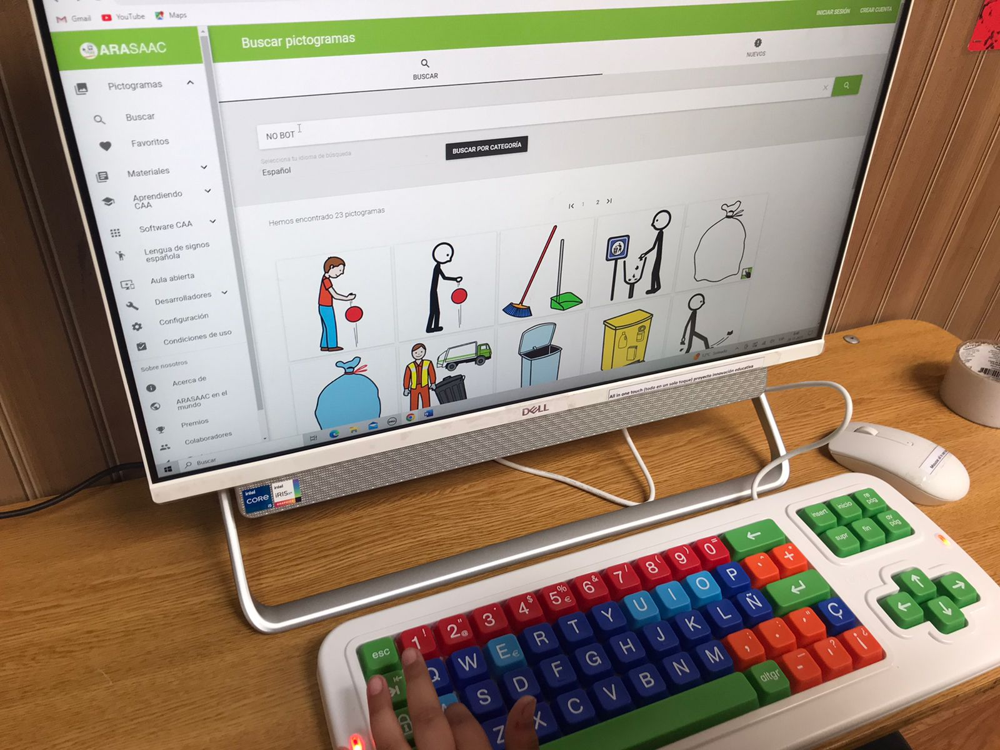 Gmail YouTube Maps
ARASAAC
Buscar pictogramas
INICIAR SESIÓN CREAR CUENTA
Pictogramas
BUSCAR
NUEVOS
Buscar
NO BOT
Favoritos
Selecciona tu idioma de búsqueda
Español
BUSCAR POR CATEGORÍA
Materiales
Aprendiendo
CAA
Hemos encontrado 23 pictogramas
1 2
Software CAA
Lengua de signos
española
Aula abierta
Desarrolladores
Configuración
Condiciones de uso
Sobre nosotros
Acerca de
ARASAAC en el
mundo
Premios
Colaboradores
Buscar
12°C Soleado
All in one touch (todo en un solo toque) proyecto innovación educativa
DELL
intel
CORE
i5
intel
iRIS xe
GRAPHICS
esc 1 ! 2 " @ 3 · 4 $ 5 % € 6 & 7 / 8 ( 9 ) 0 =
Q W E € R T Y U I O P ^ ` + *
S D F G H J K L Ñ Ç
Z X C V B N M ; , : . - _ ? ' ¿ ¡
altgr
insert inicio re pág
supr fin av pág